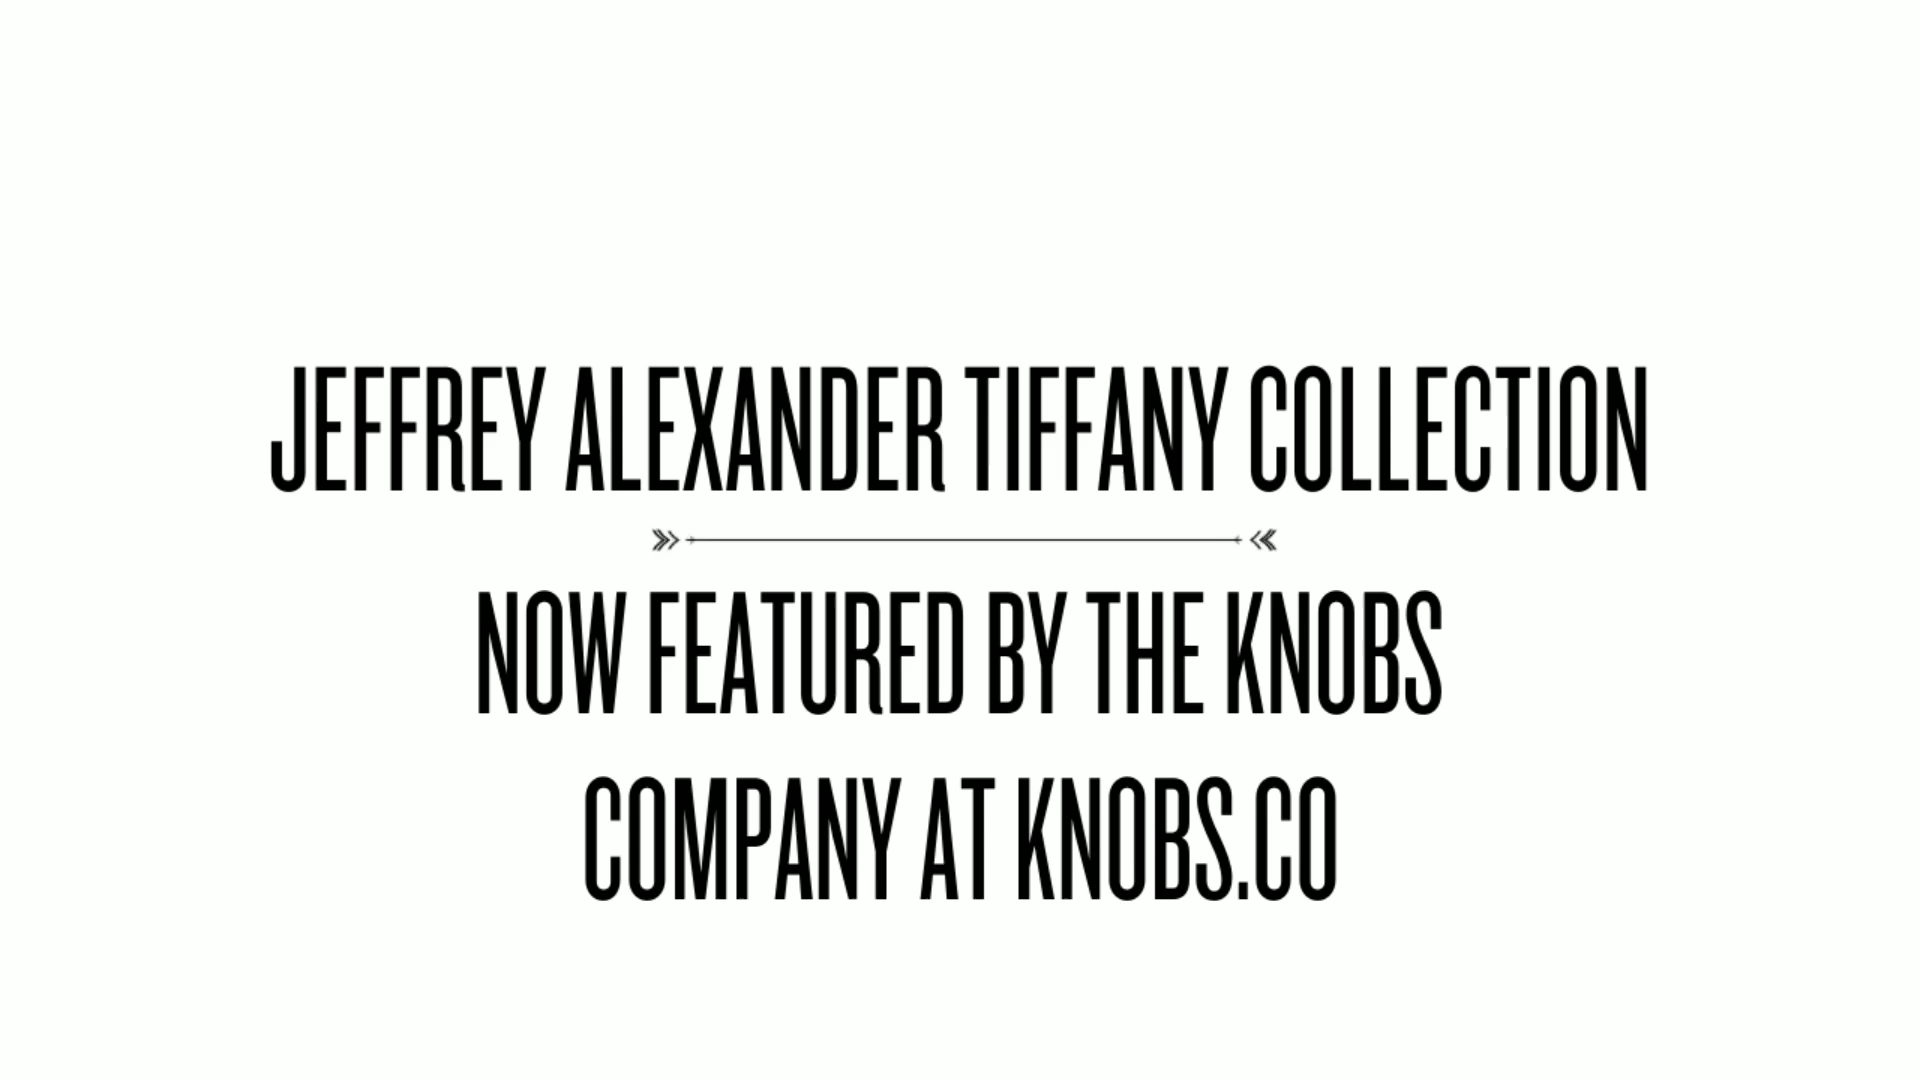 JEFFREY ALEXANDER TIFFANY COLLECTION
NOW FEATURED BY THE KNOBS
COMPANY AT KNOBS.CO